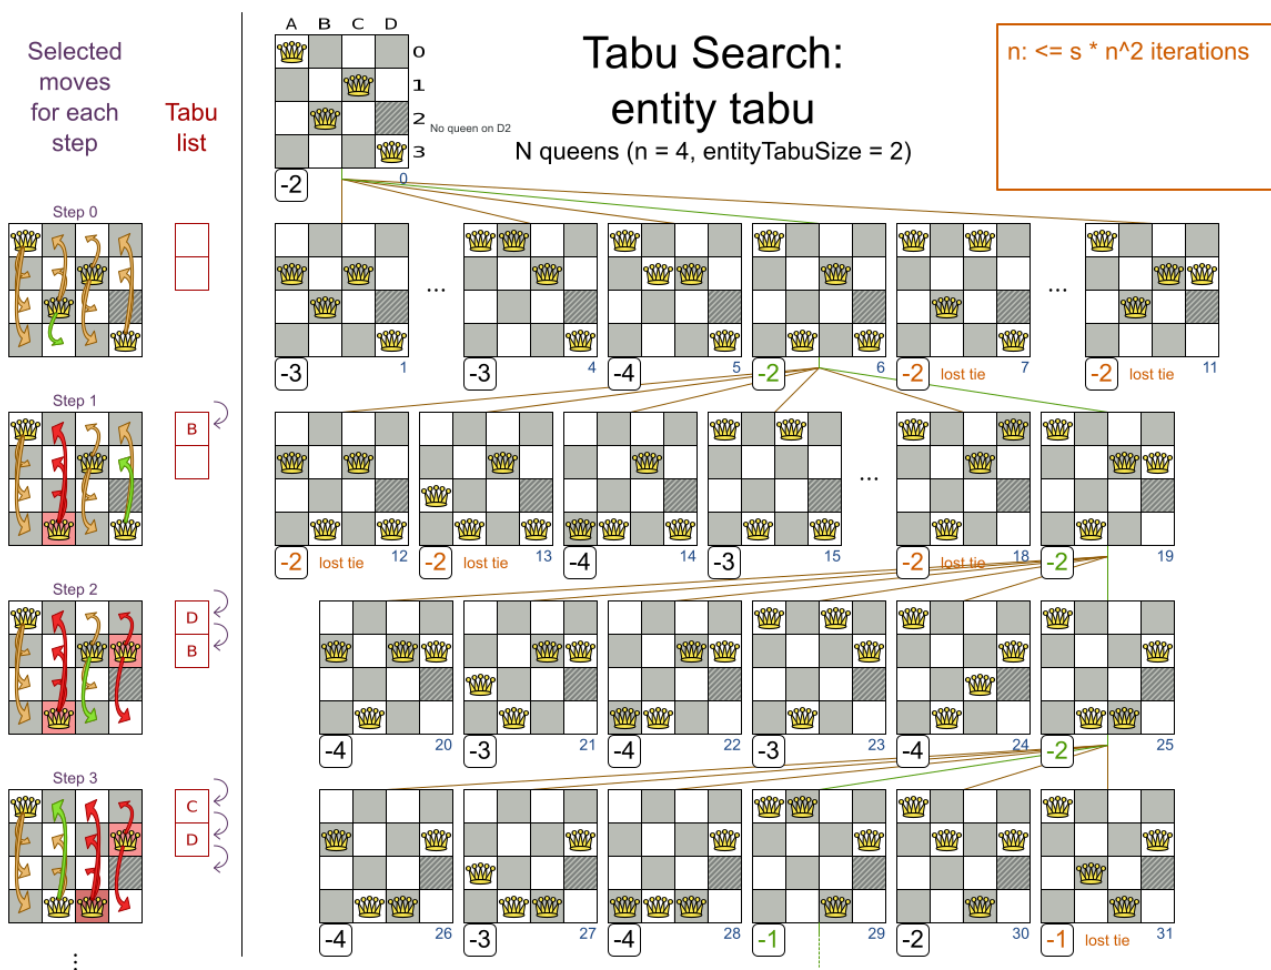 Selected
moves
for each
step
Tabu
list
A B C D
0
1
2
3
No queen on D2
-2
0
Tabu Search:
entity tabu
N queens (n = 4, entityTabuSize = 2)
n: <= s * n^2 iterations
Step 0
...
...
-3 1
-3 4
-4 5
-2 6
-2 lost tie 7
-2 lost tie 11
Step 1
B
...
-2 lost tie 12
-2 lost tie 13
-4 14
-3 15
-2 lost tie 18
-2 19
Step 2
D
B
-4 20
-3 21
-4 22
-3 23
-4 24
-2 25
Step 3
C
D
-4 26
-3 27
-4 28
-1 29
-2 30
-1 lost tie 31
...